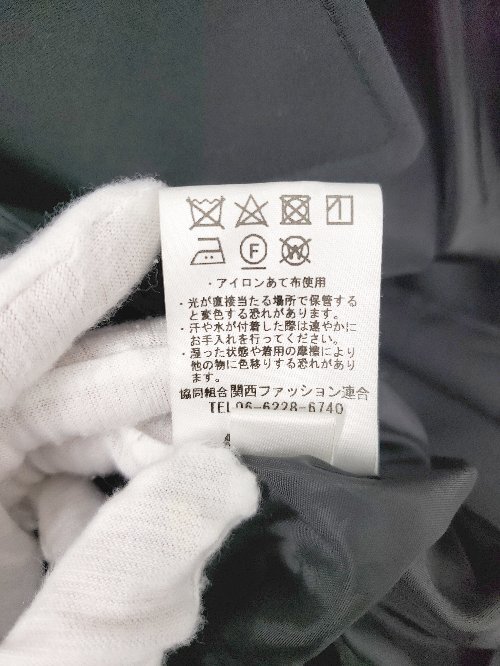 F W
・アイロンあて布使用
・光が直接当たる場所で保管する
と変色する恐れがあります。
・汗や水が付着した際は速やかに
お手入れを行ってください。
・湿った状態や着用の摩擦により
他の物に色移りする恐れがあります。
協同組合関西ファッション連合
TEL06-6228-6740